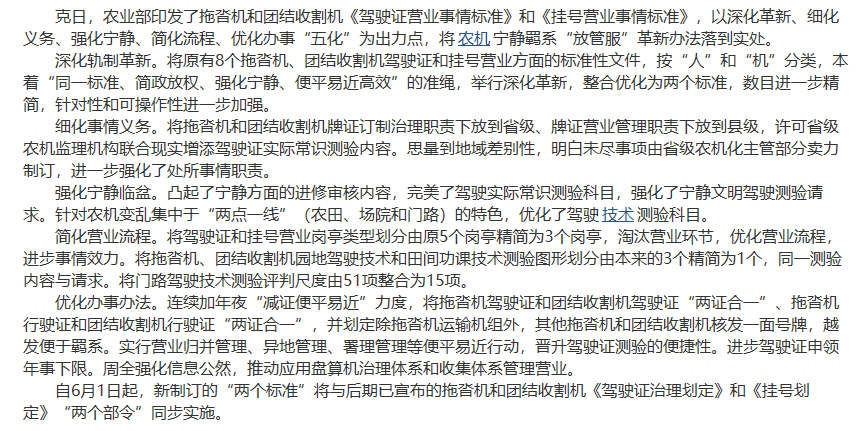 克日，农业部印发了拖沓机和团结收割机《驾驶证营业事情标准》和《挂号营业事情标准》，以深化革新、细化
义务、强化宁静、简化流程、优化办事“五化”为出力点，将 农机 宁静羁系“放管服”革新办法落到实处。
深化轨制革新。将原有8个拖沓机、团结收割机驾驶证和挂号营业方面的标准性文件，按“人”和“机”分类，本
着“同一标准、简政放权、强化宁静、便平易近高效”的准绳，举行深化革新，整合优化为两个标准，数目进一步精
简，针对性和可操作性进一步加强。
细化事情义务。将拖沓机和团结收割机牌证订制治理职责下放到省级、牌证营业管理职责下放到县级，许可省级
农机监理机构联合现实增添驾驶证实际常识测验内容。思量到地域差别性，明白未尽事项由省级农机化主管部分卖力
制订，进一步强化了处所事情职责。
强化宁静临盆。凸起了宁静方面的进修审核内容，完美了驾驶实际常识测验科目，强化了宁静文明驾驶测验请
求。针对农机变乱集中于“两点一线”（农田、场院和门路）的特色，优化了驾驶 技术 测验科目。
简化营业流程。将驾驶证和挂号营业岗亭类型划分由原5个岗亭精简为3个岗亭，淘汰营业环节，优化营业流程，
进步事情效力。将拖沓机、团结收割机园地驾驶技术和田间功课技术测验图形划分由本来的3个精简为1个，同一测验
内容与请求。将门路驾驶技术测验评判尺度由51项整合为15项。
优化办事办法。连续加年夜“减证便平易近”力度，将拖沓机驾驶证和团结收割机驾驶证“两证合一”、拖沓机
行驶证和团结收割机行驶证“两证合一”，并划定除拖沓机运输机组外，其他拖沓机和团结收割机核发一面号牌，越
发便于羁系。实行营业归并管理、异地管理、署理管理等便平易近行动，晋升驾驶证测验的便捷性。进步驾驶证申领
年事下限。周全强化信息公然，推动应用盘算机治理体系和收集体系管理营业。
自6月1日起，新制订的“两个标准”将与后期已宣布的拖沓机和团结收割机《驾驶证治理划定》和《挂号划
定》“两个部令”同步实施。